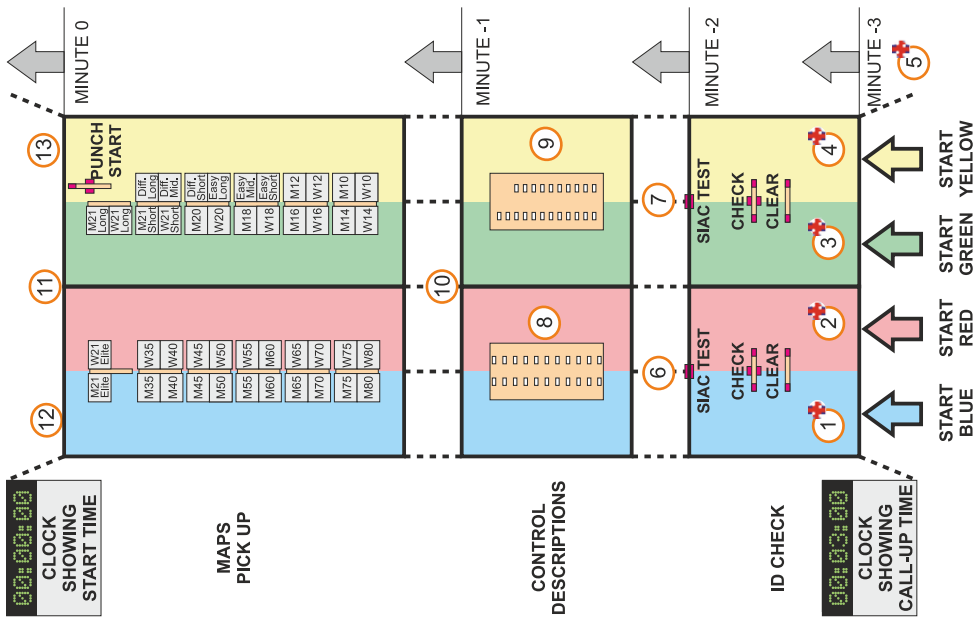 00:00:00
CLOCK
SHOWING
START TIME
12
11
13
MINUTE 0
PUNCH
START
M21
Elite
W21
Elite
M21
Long
W21
Long
M35 W35
M40 W40
M45 W45
M50 W50
M55 W55
M60 M60
M65 W65
M70 W70
M75 W75
M80 W80
M21
Short
Diff.
Long
W21
Short
Diff.
Mid.
M20
Diff.
Short
W20
Easy
Long
M18
Easy
Mid.
W18
Easy
Short
M16 M12
W16 W12
M14 M10
W14 W10
MAPS
PICK UP
10
MINUTE -1
CONTROL
DESCRIPTIONS
8
9
6
7
MINUTE -2
SIAC TEST
SIAC TEST
CHECK
CHECK
CLEAR
CLEAR
ID CHECK
1
2
3
4
5
MINUTE -3
00:03:00
CLOCK
SHOWING
CALL-UP TIME
START
BLUE
START
RED
START
GREEN
START
YELLOW